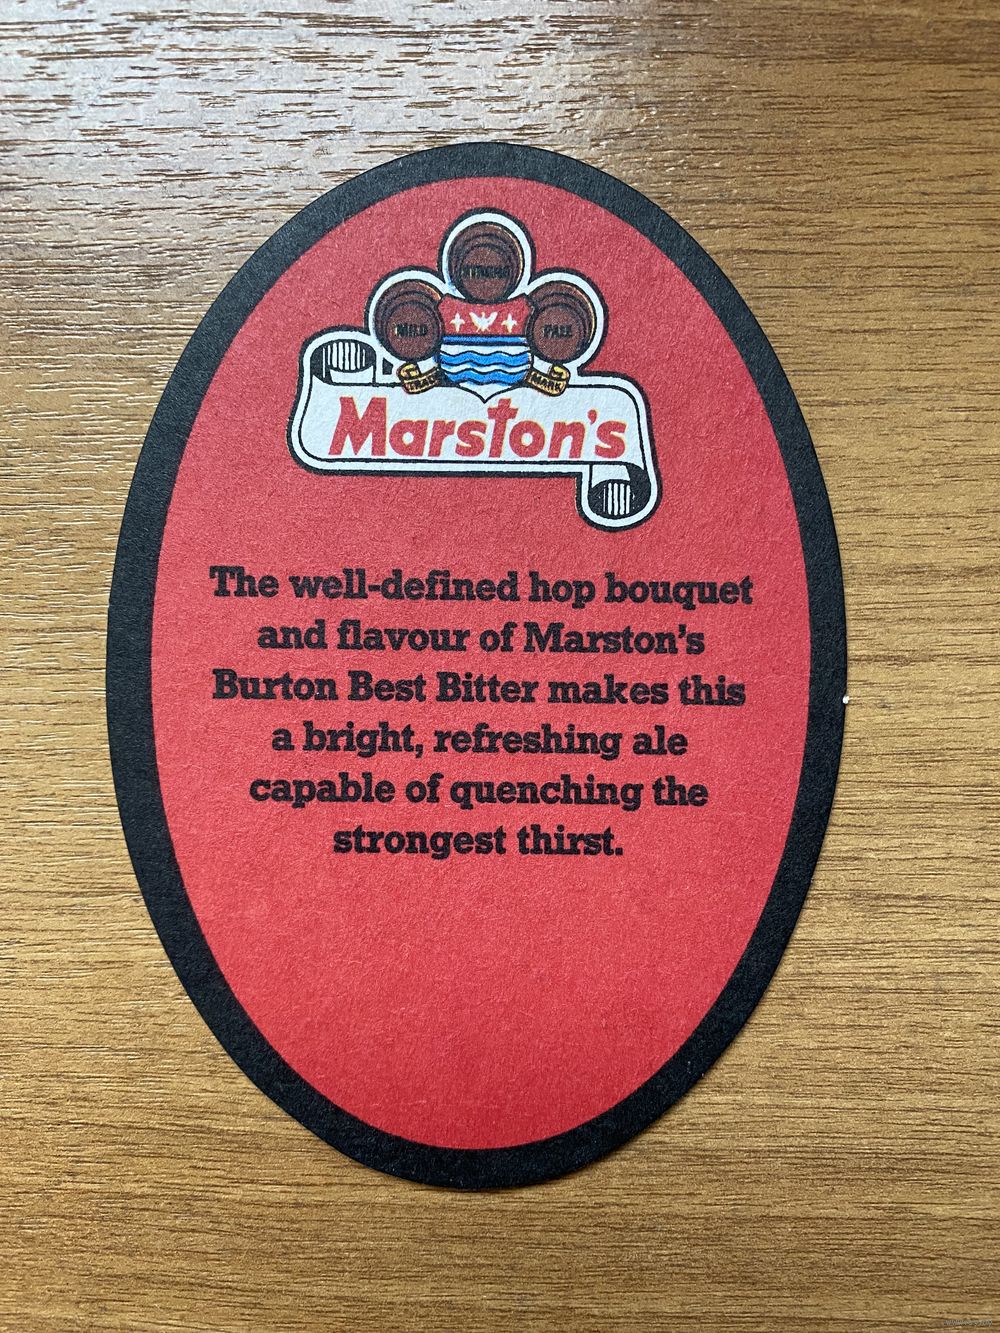 STRONG
MILD
PALE
TRADE MARK
Marston's
The well-defined hop bouquet
and flavour of Marston's
Burton Best Bitter makes this
a bright, refreshing ale
capable of quenching the
strongest thirst.